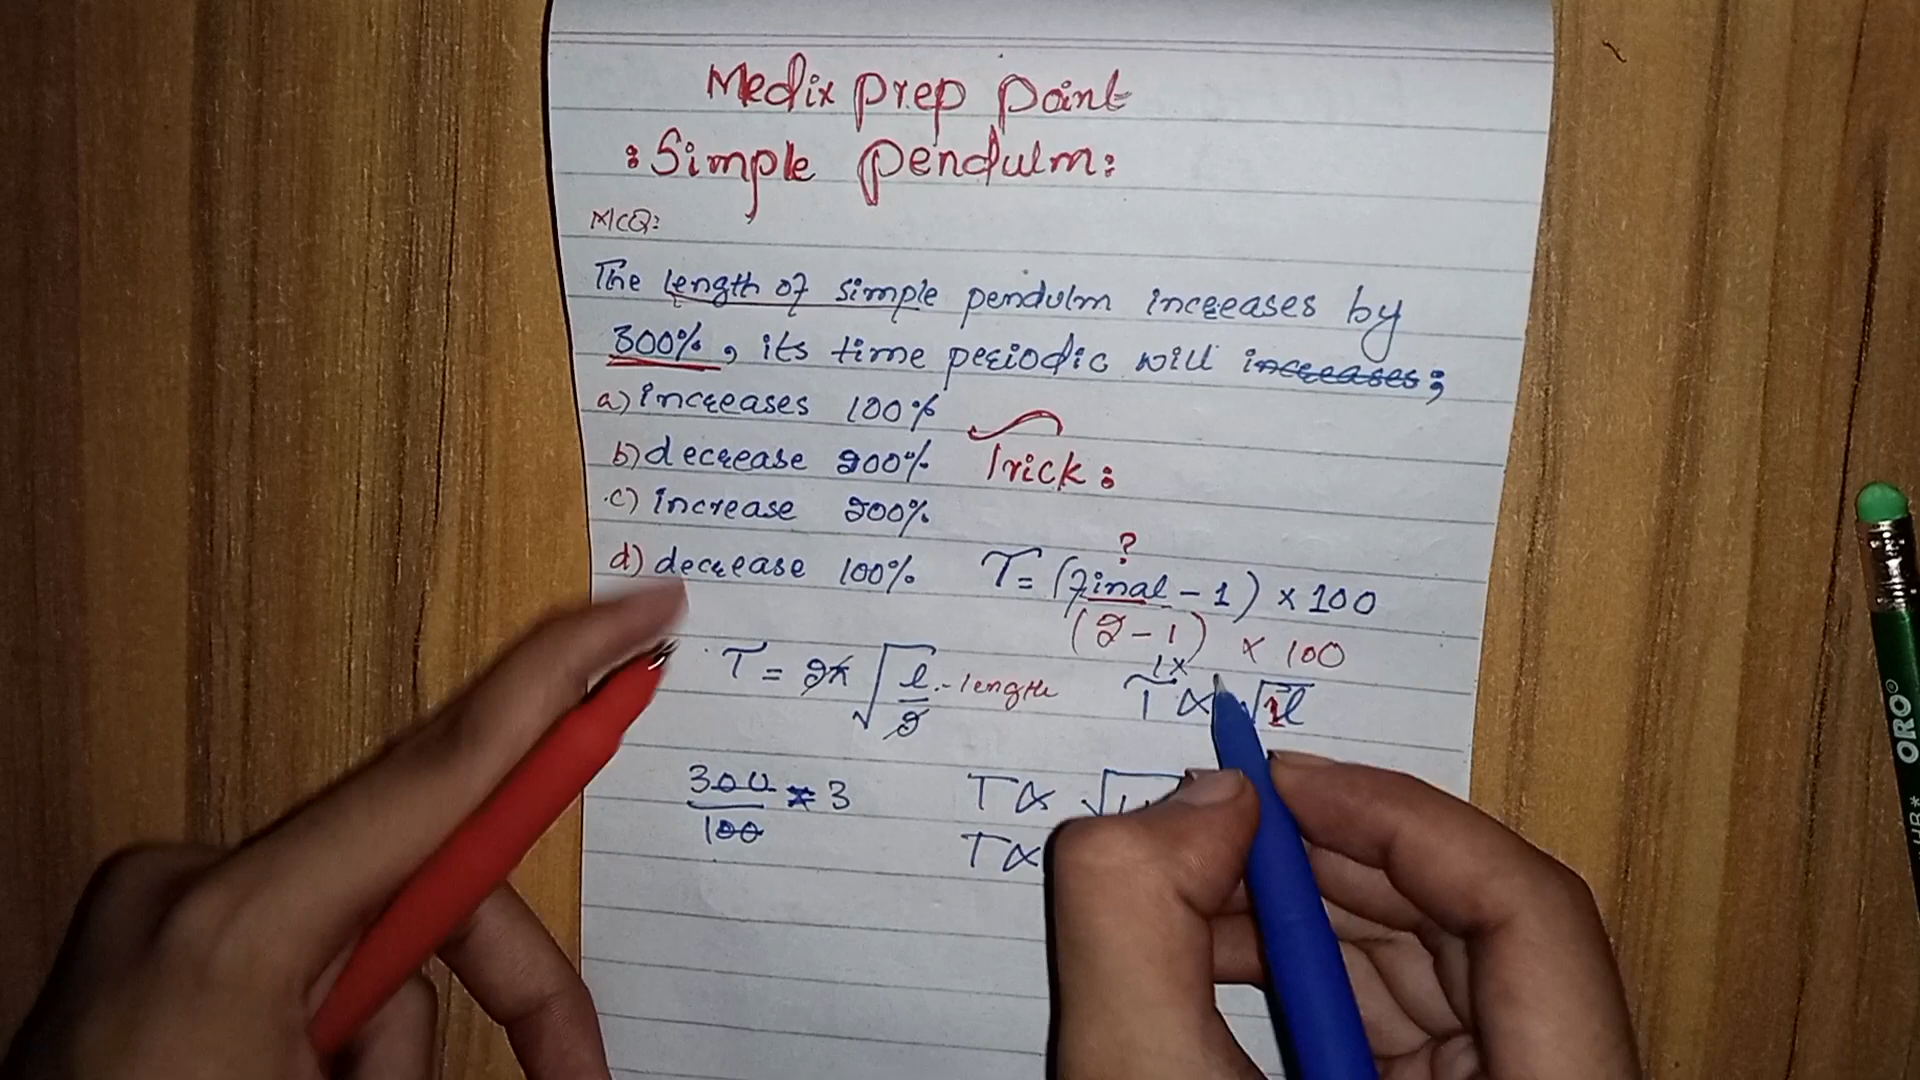 Medix Prep Point
:Simple Pendulm:
MCQ:
The length of simple pendulm increases by
300%, its time periodic will increases;
a) increases 100%
b) decrease 200% Trick:
c) increase 200%
d) decrease 100%
?
T = (final - 1) × 100
(2 - 1) × 100
1×
T = 2π √l/g - length
T ∝ √l
300/100 = 3
T ∝ √1
T ∝
ORO®